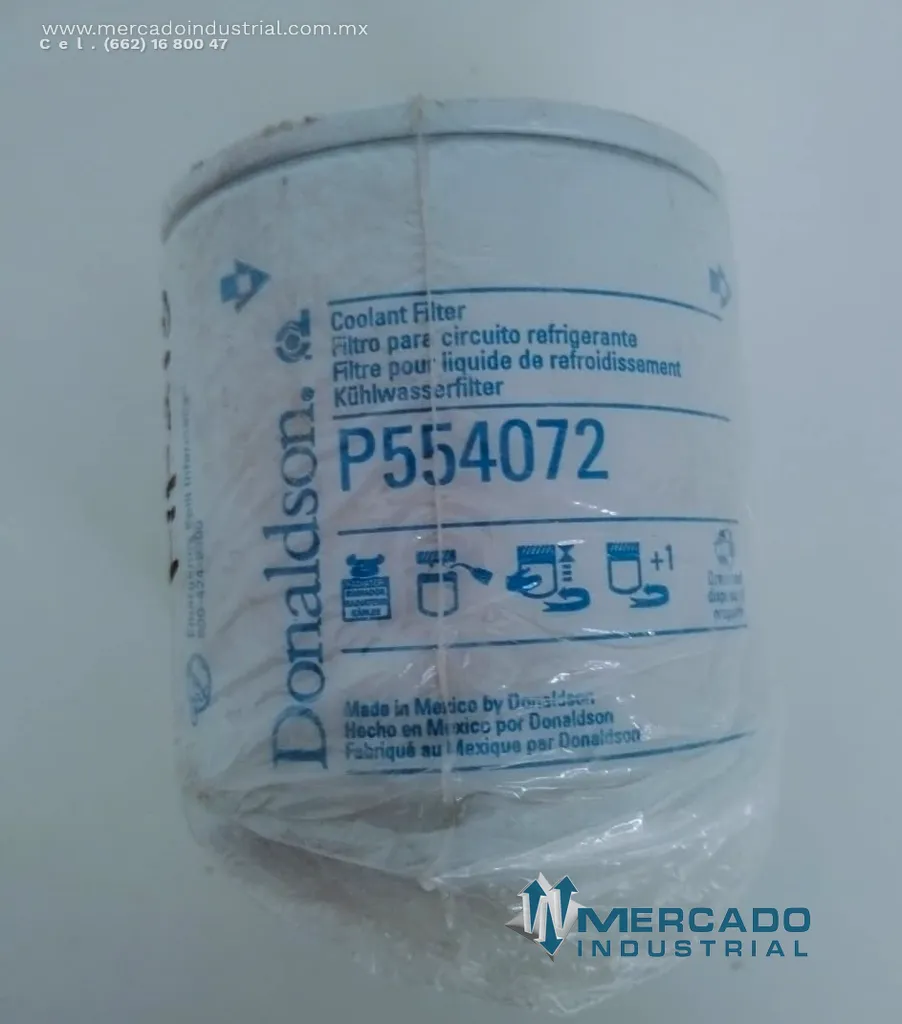 www.mercadoindustrial.com.mx
Cel. (662) 16 800 47
Coolant Filter
Filtro para circuito refrigerante
Filtre pour liquide de refroidissement
Kühlwasserfilter
Donaldson.
P554072
+1
Made in Mexico by Donaldson
Hecho en Mexico por Donaldson
Fabriqué au Mexique par Donaldson
MERCADO
INDUSTRIAL